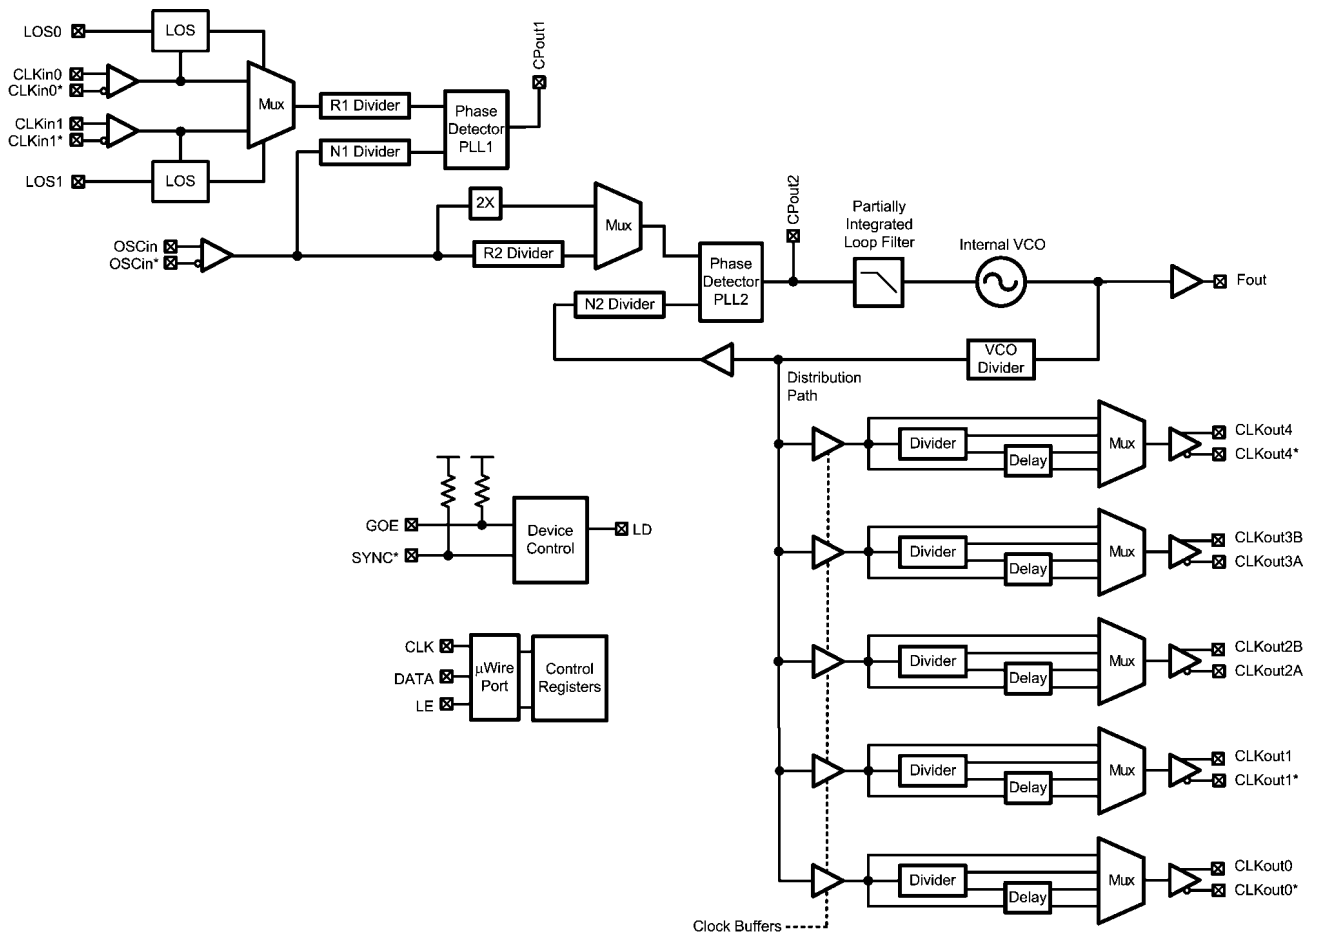 LOS0
LOS
CLKin0
CLKin0*
Mux
CPout1
R1 Divider
Phase
Detector
PLL1
CLKin1
CLKin1*
N1 Divider
LOS1
LOS
OSCin
OSCin*
2X
R2 Divider
Mux
CPout2
Phase
Detector
PLL2
N2 Divider
Partially
Integrated
Loop Filter
Internal VCO
Fout
VCO
Divider
Distribution
Path
Divider
Delay
Mux
CLKout4
CLKout4*
GOE
SYNC*
Device
Control
LD
Divider
Delay
Mux
CLKout3B
CLKout3A
CLK
DATA
LE
µWire
Port
Control
Registers
Divider
Delay
Mux
CLKout2B
CLKout2A
Divider
Delay
Mux
CLKout1
CLKout1*
Divider
Delay
Mux
CLKout0
CLKout0*
Clock Buffers